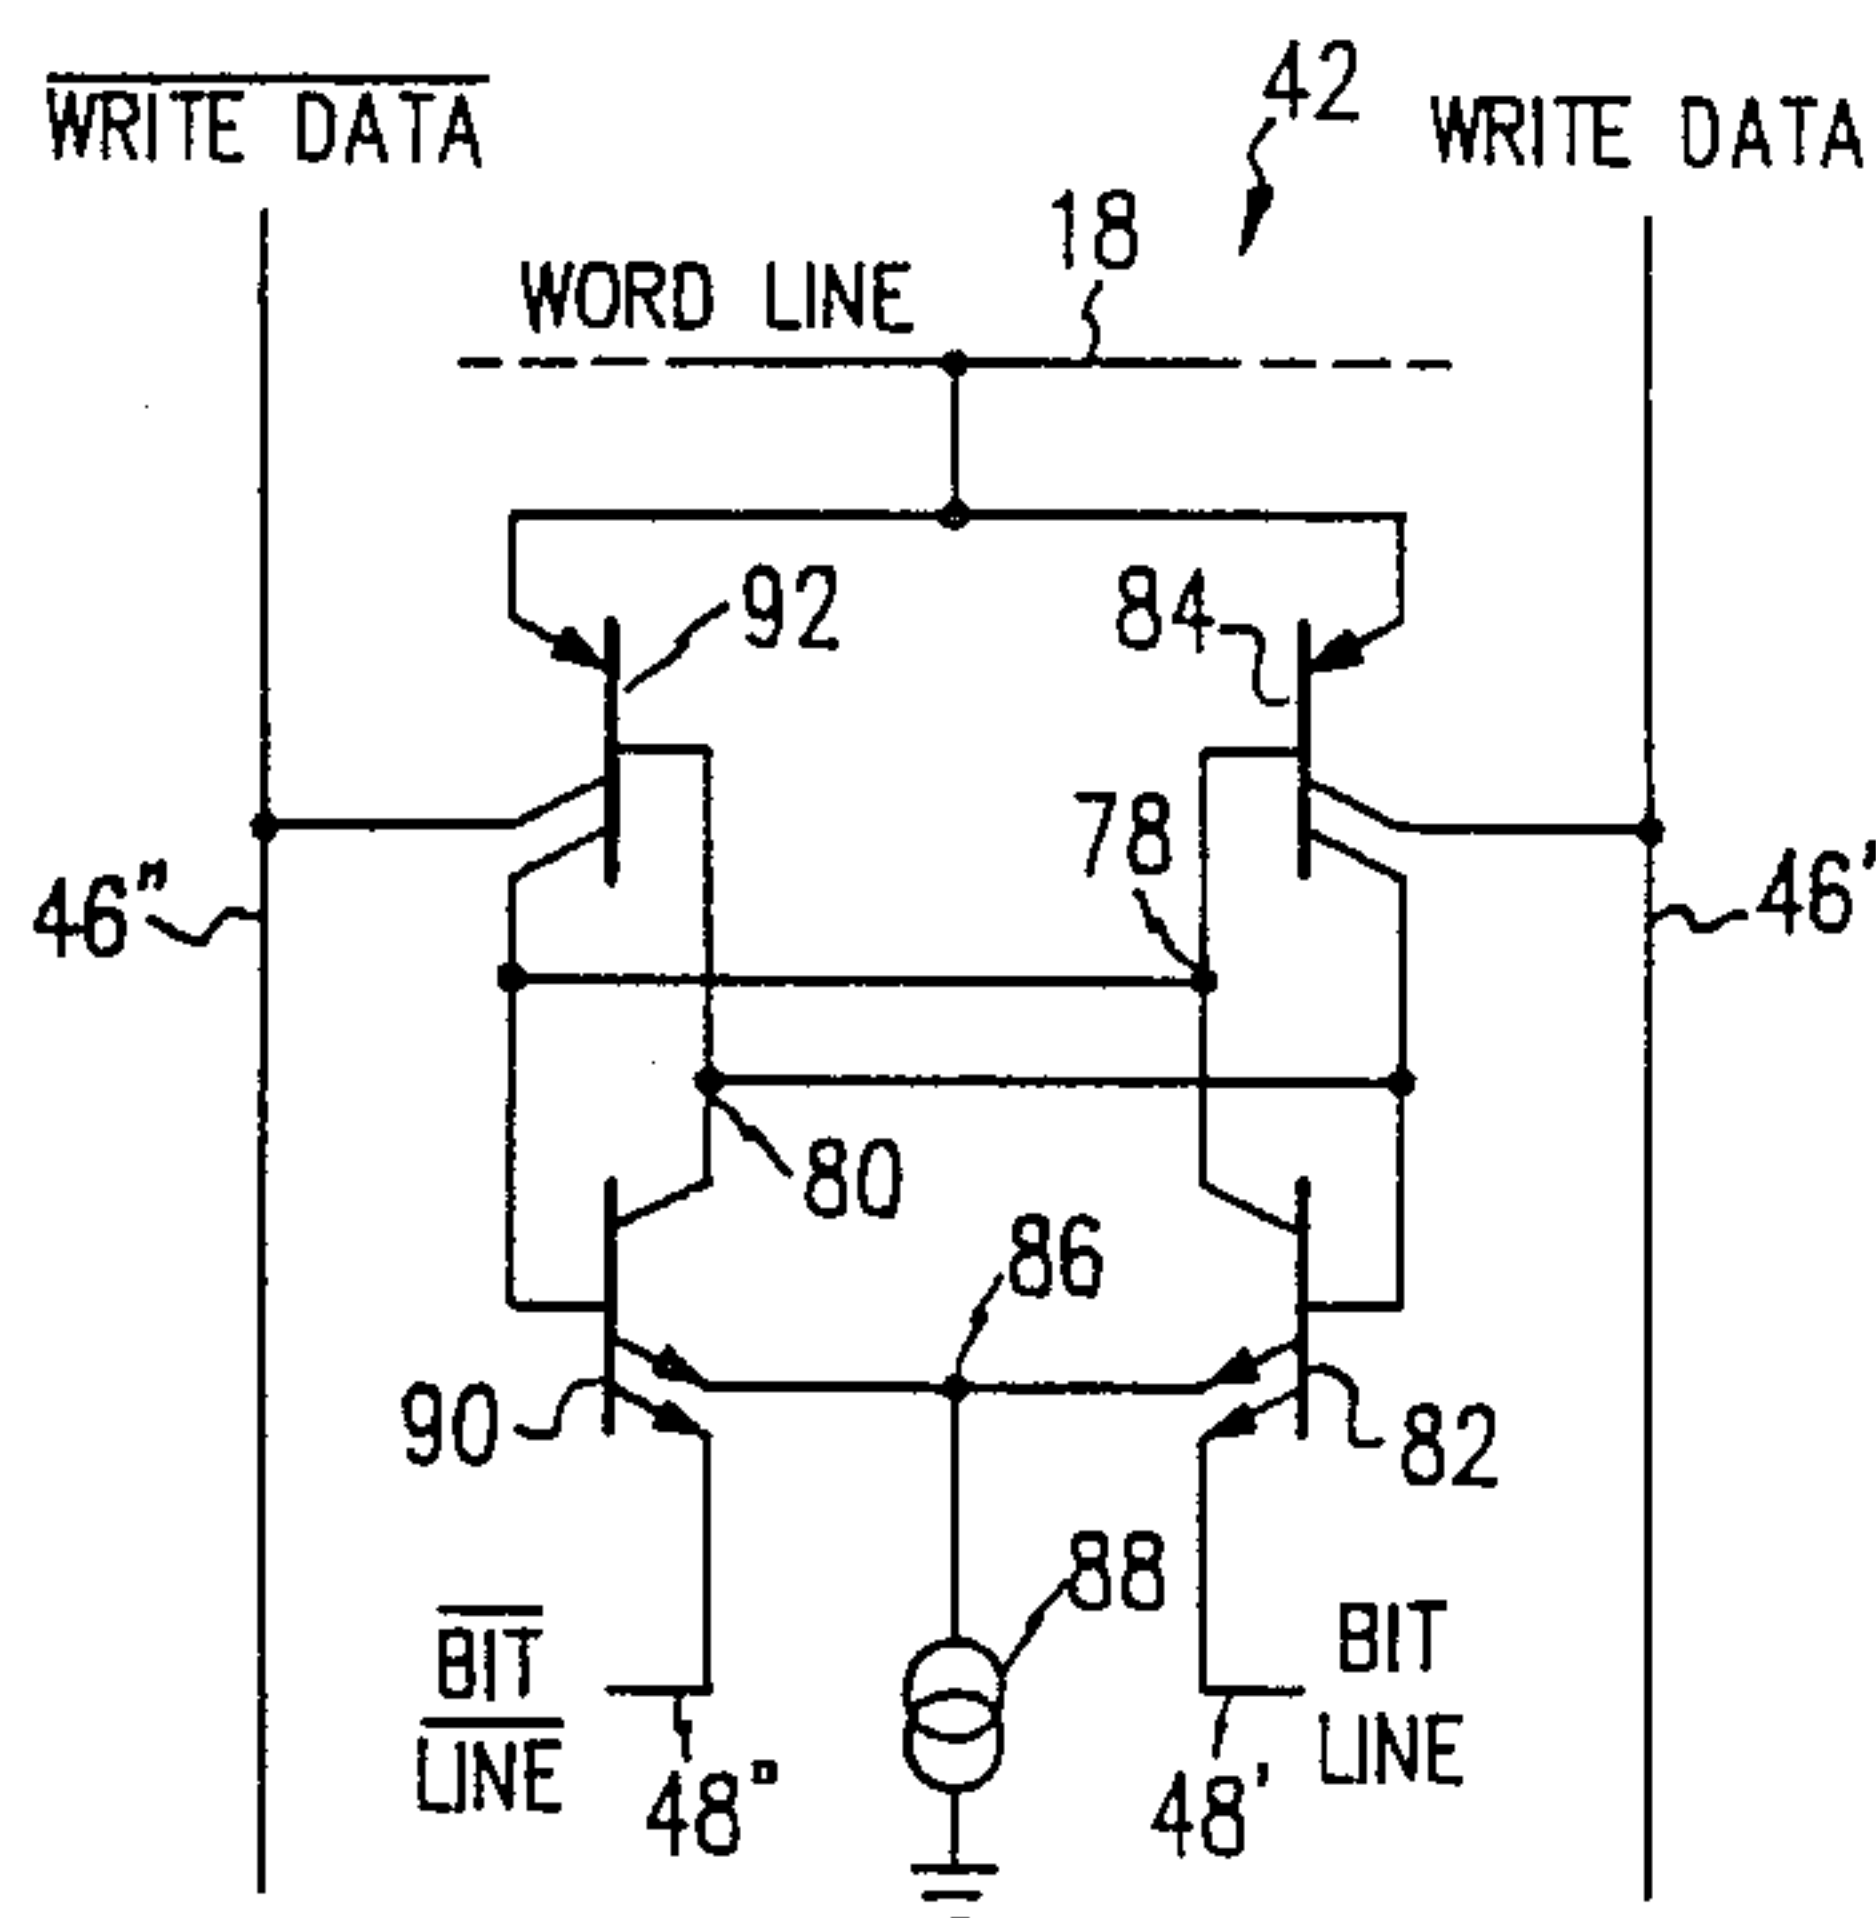 WRITE DATA
42
WRITE DATA
18
WORD LINE
92
84
78
46"
46'
80
86
90
82
88
BIT
LINE
BIT
LINE
48"
48'